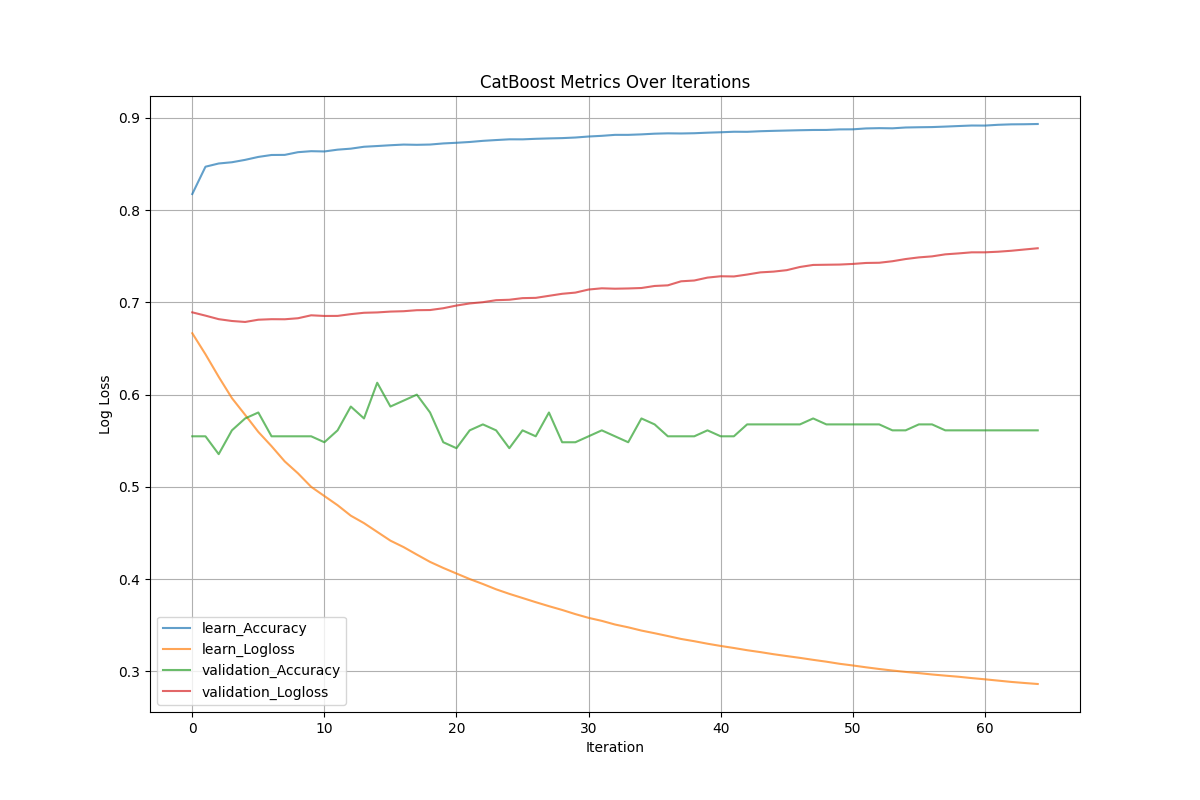 CatBoost Metrics Over Iterations
0.9
0.8
0.7
0.6
0.5
0.4
0.3
Log Loss
learn_Accuracy
learn_Logloss
validation_Accuracy
validation_Logloss
0 10 20 30 40 50 60
Iteration